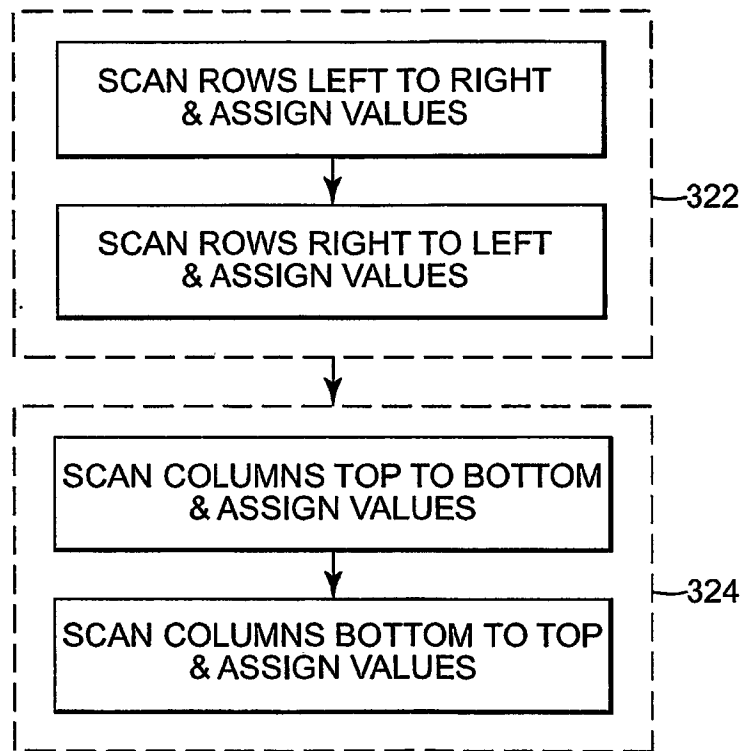 SCAN ROWS LEFT TO RIGHT
& ASSIGN VALUES
322
SCAN ROWS RIGHT TO LEFT
& ASSIGN VALUES
SCAN COLUMNS TOP TO BOTTOM
& ASSIGN VALUES
324
SCAN COLUMNS BOTTOM TO TOP
& ASSIGN VALUES